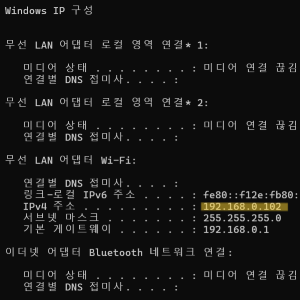 Windows IP 구성
무선 LAN 어댑터 로컬 영역 연결* 1:
미디어 상태 . . . . . . . . : 미디어 연결 끊김
연결별 DNS 접미사. . . . :
무선 LAN 어댑터 로컬 영역 연결* 2:
미디어 상태 . . . . . . . . : 미디어 연결 끊김
연결별 DNS 접미사. . . . :
무선 LAN 어댑터 Wi-Fi:
연결별 DNS 접미사. . . . :
링크-로컬 IPv6 주소 . . . . : fe80::f12e:fb80:
IPv4 주소 . . . . . . . . . : 192.168.0.102
서브넷 마스크 . . . . . . . : 255.255.255.0
기본 게이트웨이 . . . . . . : 192.168.0.1
이더넷 어댑터 Bluetooth 네트워크 연결:
미디어 상태 . . . . . . . . : 미디어 연결 끊김
연결별 DNS 접미사. . . . :